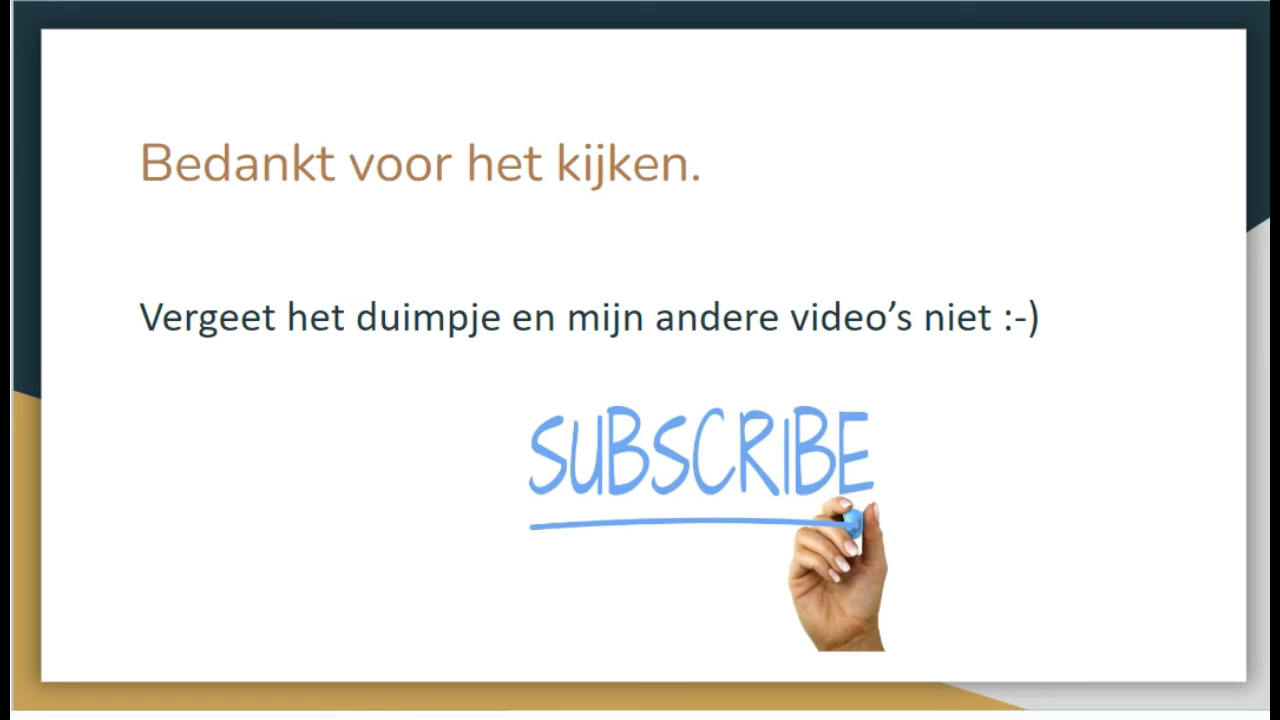 Bedankt voor het kijken.
Vergeet het duimpje en mijn andere video’s niet :-)
SUBSCRIBE